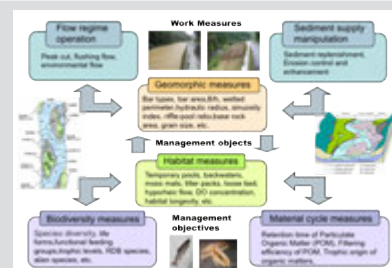 Work Measures
Flow regime
operation
Peak cut, flushing flow,
environmental flow
Sediment supply
manipulation
Sediment replenishment,
Erosion control and
enhancement
Geomorphic measures
Bar types, bar area,B/h, wetted
perimeter,hydraulic radius, sinuosity
index, riffle-pool ratio,base rock
area, grain size, etc.
Management objects
Habitat measures
Temporal pools, backwaters,
moss mats, litter packs, loose bed,
hyporheic flow, DO concentration,
habitat longevity, etc.
Biodiversity measures
Species diversity, life
forms,functional feeding
groups,trophic levels, RDB species,
alien species, etc.
Management
objectives
Material cycle measures
Retention time of Particulate
Organic Matter (POM), Filtering
efficiency of POM, Trophic origin
of organic matters,